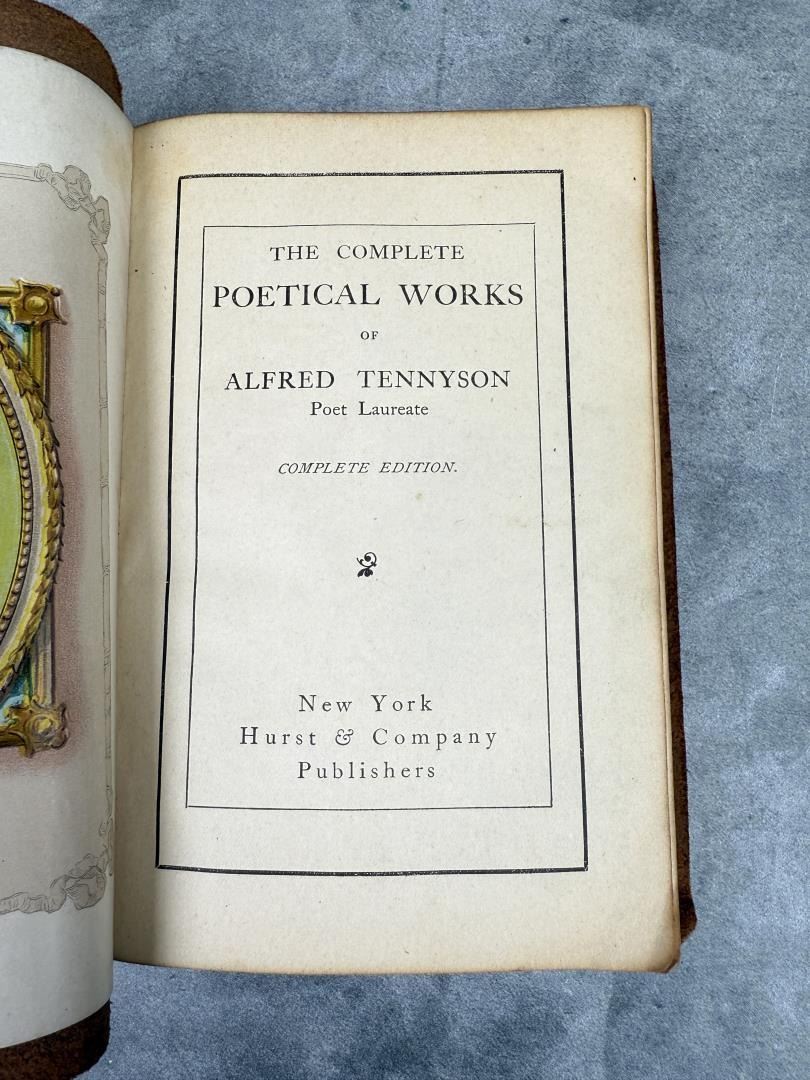 THE COMPLETE
POETICAL WORKS
OF
ALFRED TENNYSON
Poet Laureate
COMPLETE EDITION.
New York
Hurst & Company
Publishers